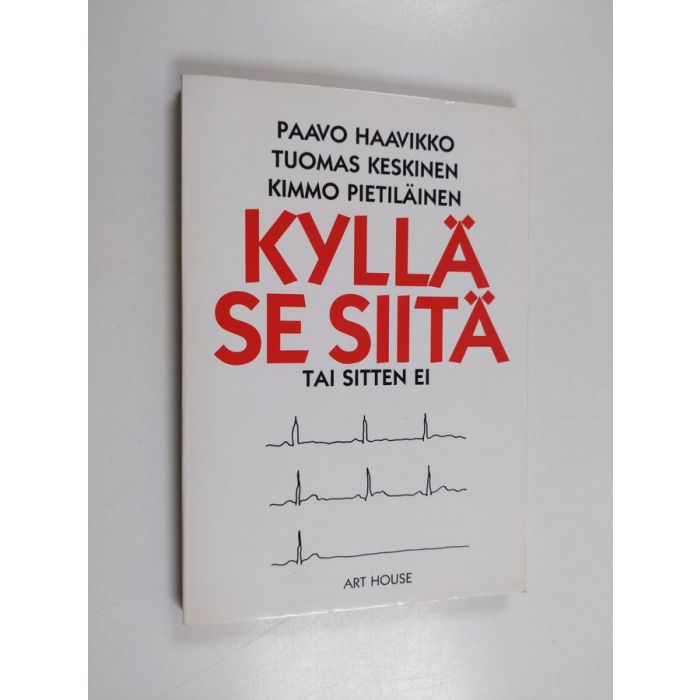 PAAVO HAAVIKKO
TUOMAS KESKINEN
KIMMO PIETILÄINEN
KYLLÄ
SE SIITÄ
TAI SITTEN EI
ART HOUSE